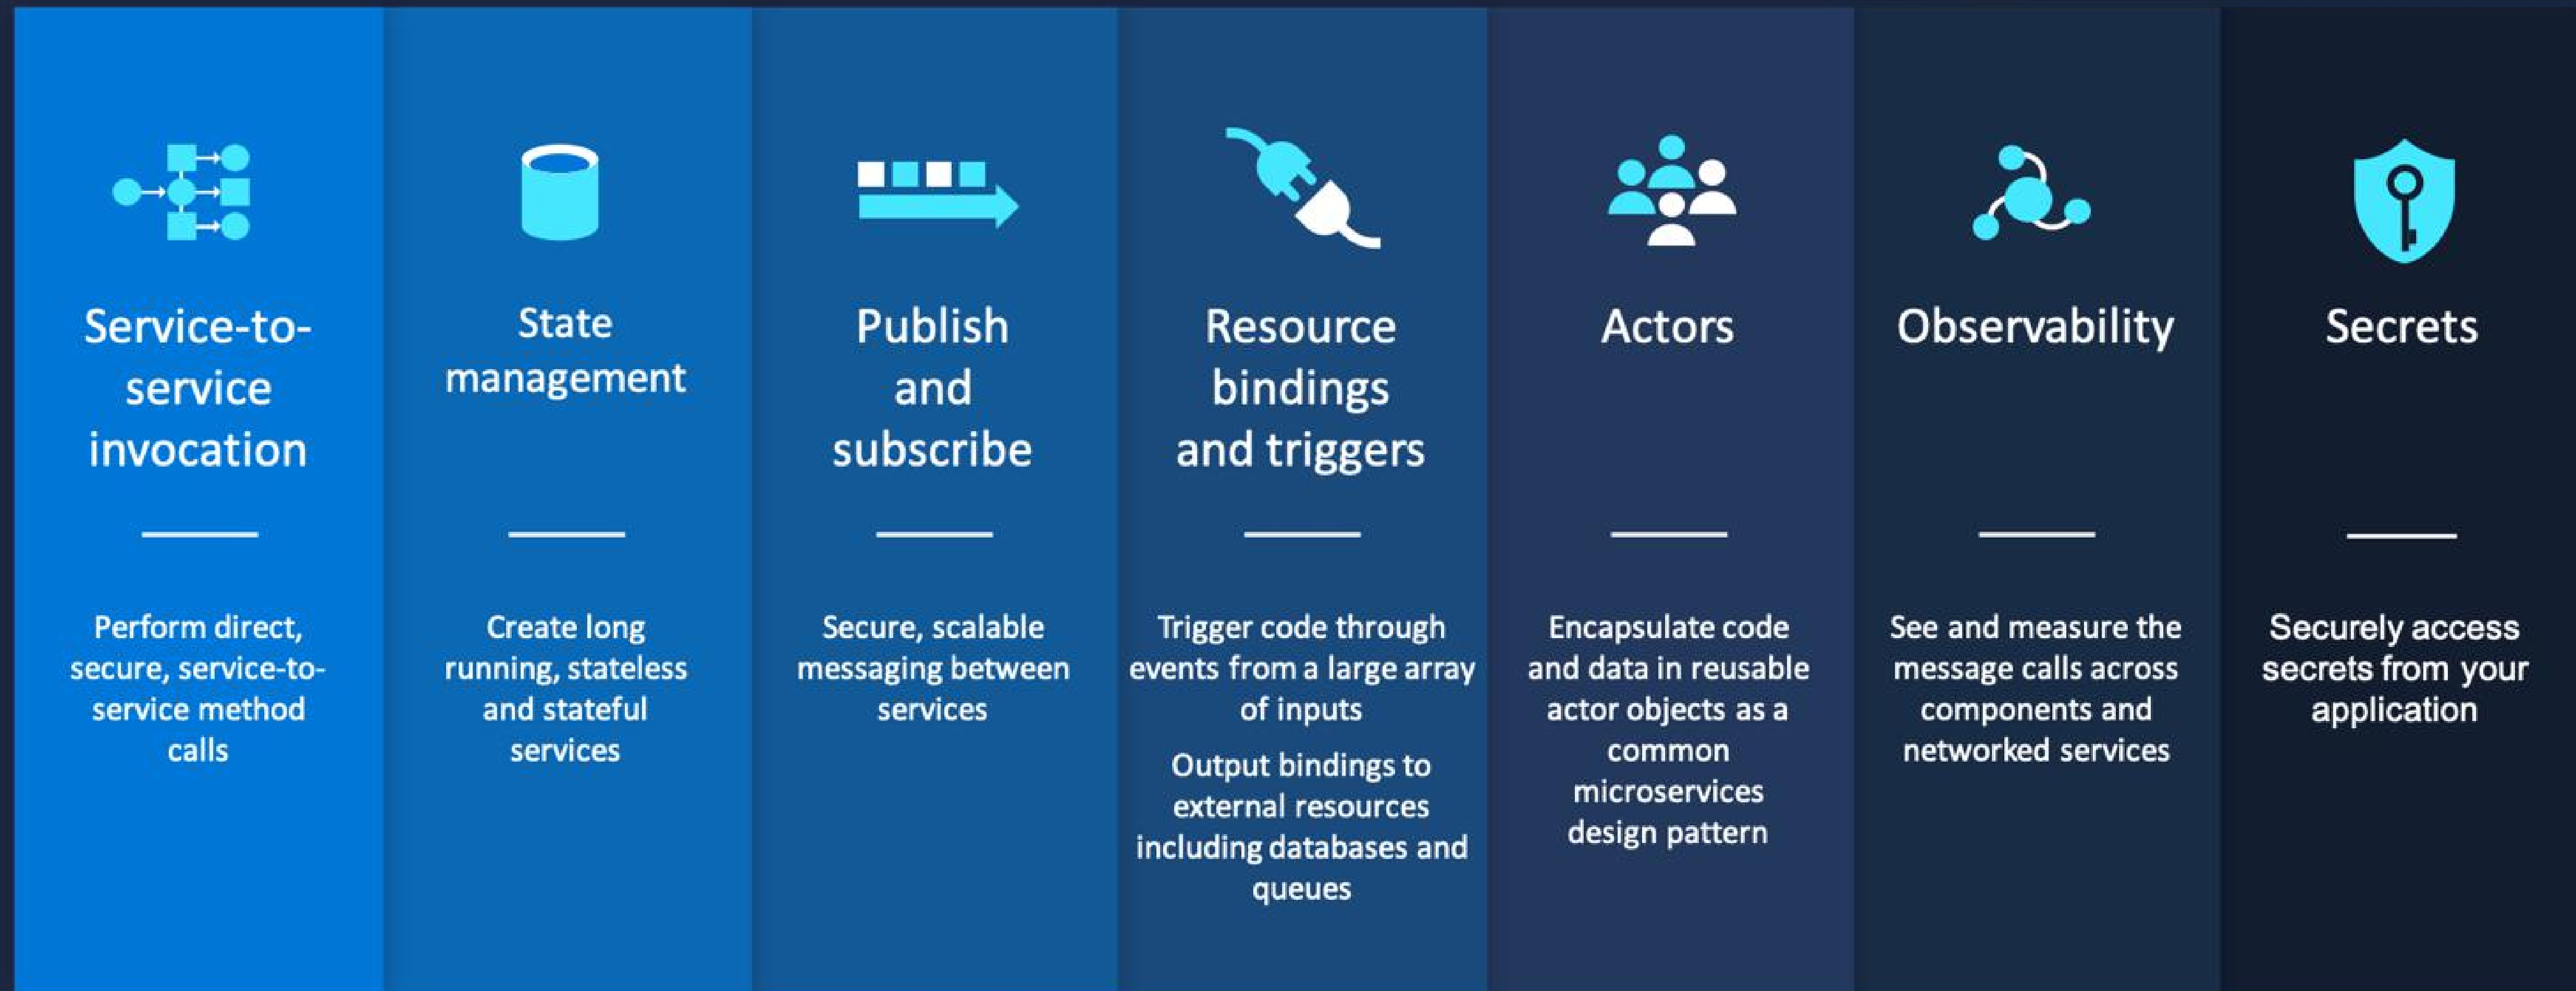 Service-to-
service
invocation
Perform direct,
secure, service-to-
service method
calls
State
management
Create long
running, stateless
and stateful
services
Publish
and
subscribe
Secure, scalable
messaging between
services
Resource
bindings
and triggers
Trigger code through
events from a large array
of inputs
Output bindings to
external resources
including databases and
queues
Actors
Encapsulate code
and data in reusable
actor objects as a
common
microservices
design pattern
Observability
See and measure the
message calls across
components and
networked services
Secrets
Securely access
secrets from your
application